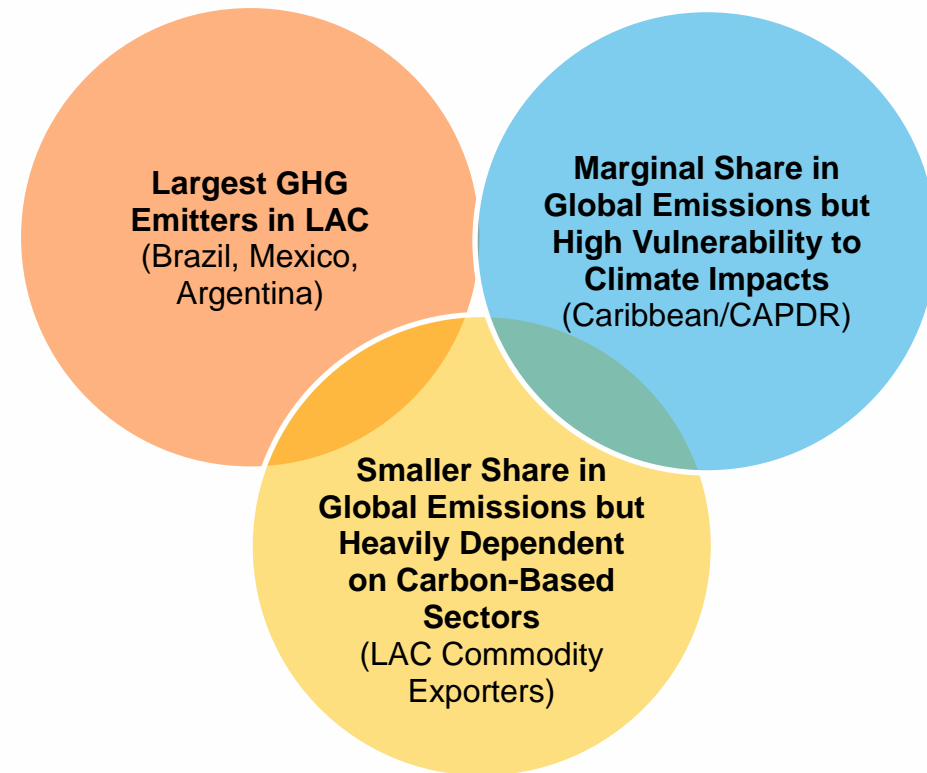 Largest GHG
Emitters in LAC
(Brazil, Mexico,
Argentina)
Marginal Share in
Global Emissions but
High Vulnerability to
Climate Impacts
(Caribbean/CAPDR)
Smaller Share in
Global Emissions but
Heavily Dependent
on Carbon-Based
Sectors
(LAC Commodity
Exporters)